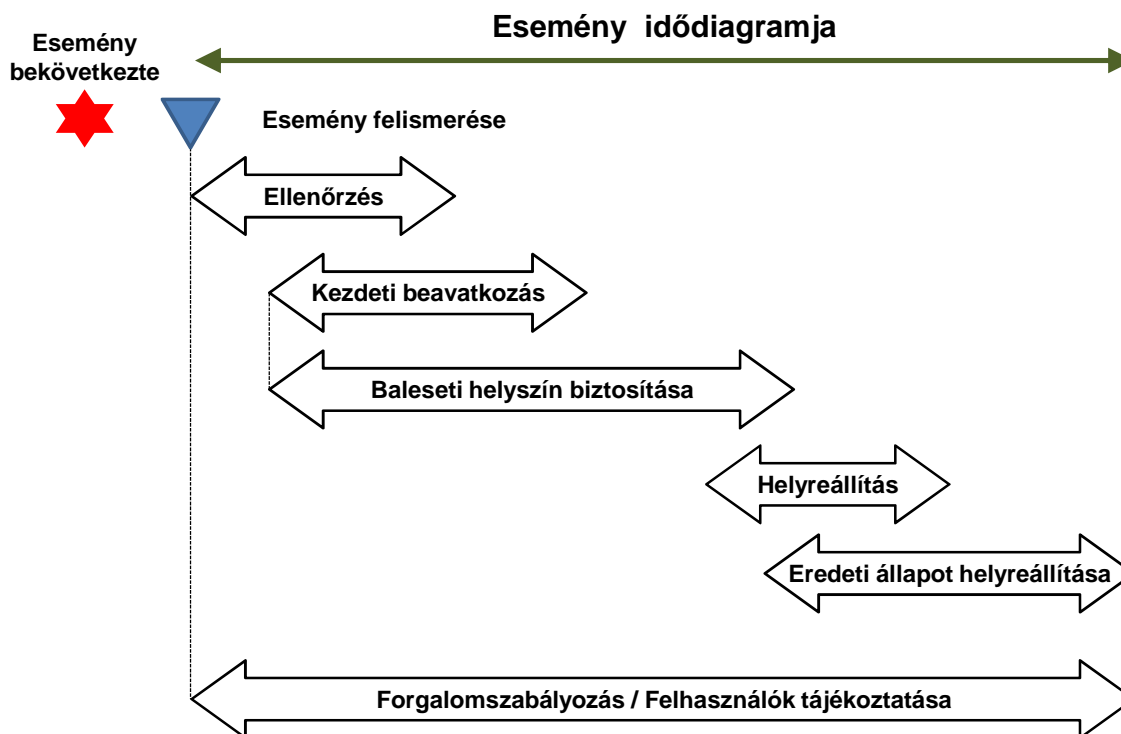 Esemény idődiagramja
Esemény
bekövetkezte
Esemény felismerése
Ellenőrzés
Kezdeti beavatkozás
Baleseti helyszín biztosítása
Helyreállítás
Eredeti állapot helyreállítása
Forgalomszabályozás / Felhasználók tájékoztatása